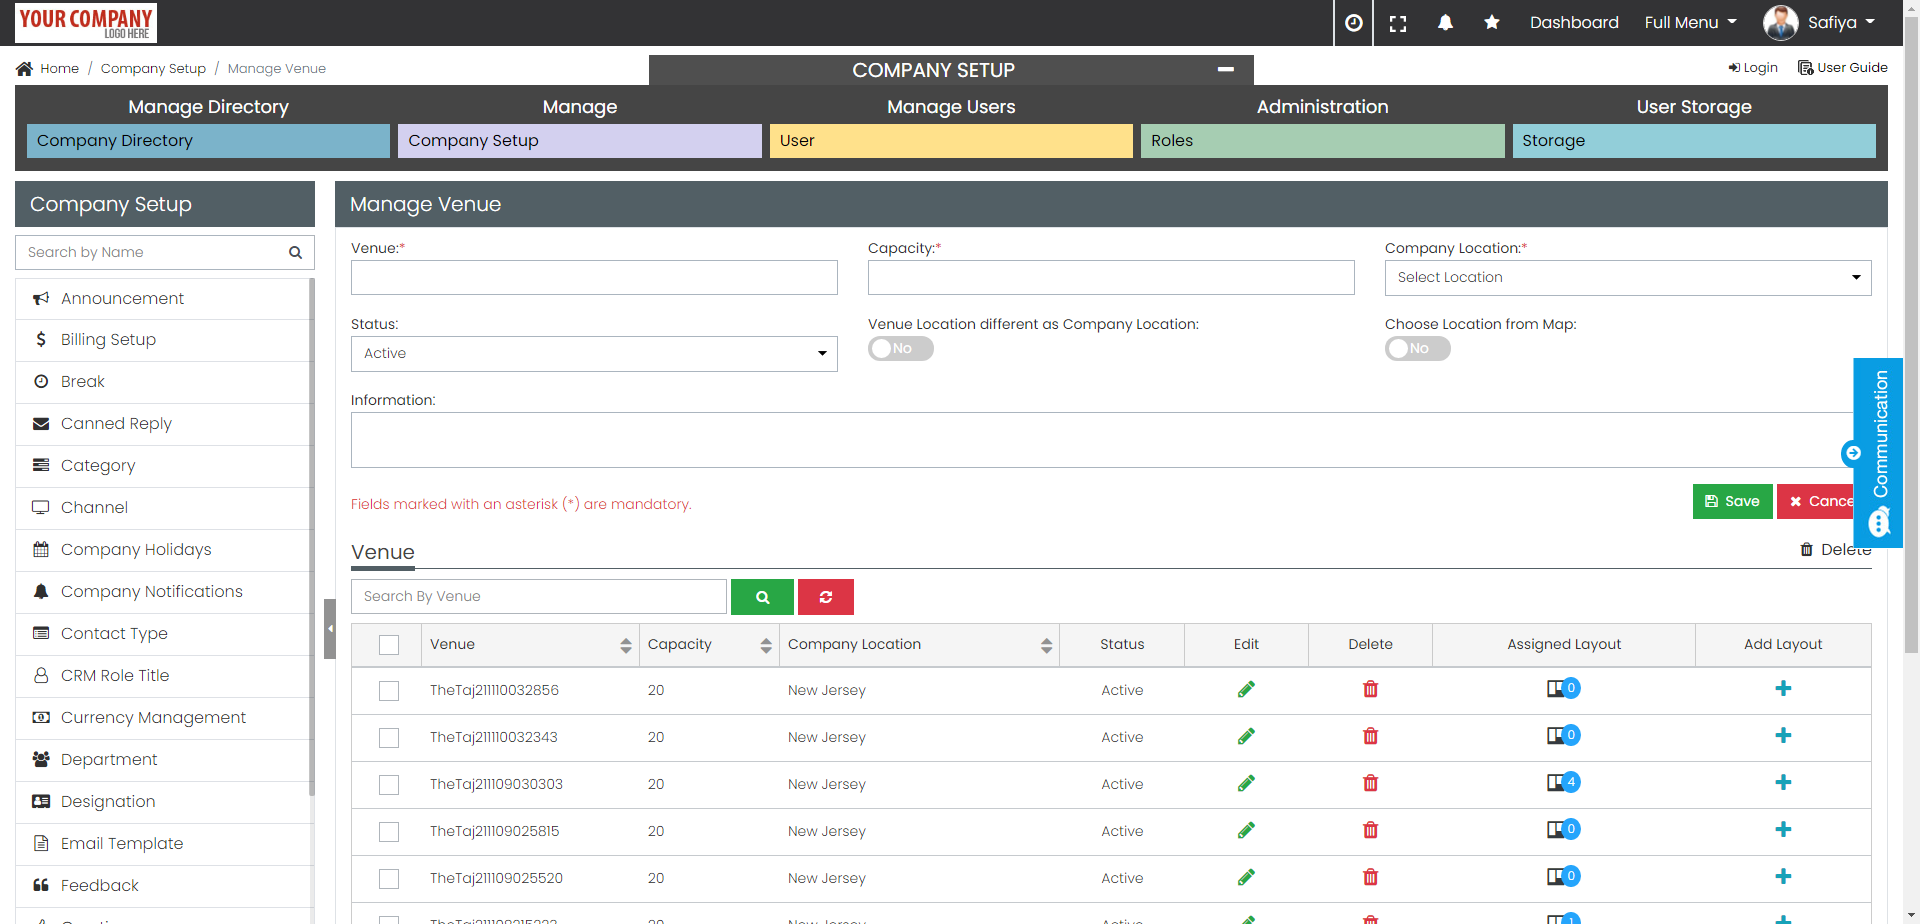 YOUR COMPANY
LOGO HERE
Dashboard
Full Menu
Safiya
Home / Company Setup / Manage Venue
COMPANY SETUP
Login
User Guide
Manage Directory
Manage
Manage Users
Administration
User Storage
Company Directory
Company Setup
User
Roles
Storage
Company Setup
Search by Name
Announcement
Billing Setup
Break
Canned Reply
Category
Channel
Company Holidays
Company Notifications
Contact Type
CRM Role Title
Currency Management
Department
Designation
Email Template
Feedback
Manage Venue
Venue:*
Capacity:*
Company Location:*
Select Location
Status:
Venue Location different as Company Location:
Choose Location from Map:
Active
No
No
Information:
Communication
Fields marked with an asterisk (*) are mandatory.
Save
Cance
Venue
Delete
Search By Venue
Venue Capacity Company Location Status Edit Delete Assigned Layout Add Layout
TheTaj211110032856 20 New Jersey Active 0
TheTaj211110032343 20 New Jersey Active 0
TheTaj211109030303 20 New Jersey Active 4
TheTaj211109025815 20 New Jersey Active 0
TheTaj211109025520 20 New Jersey Active 0